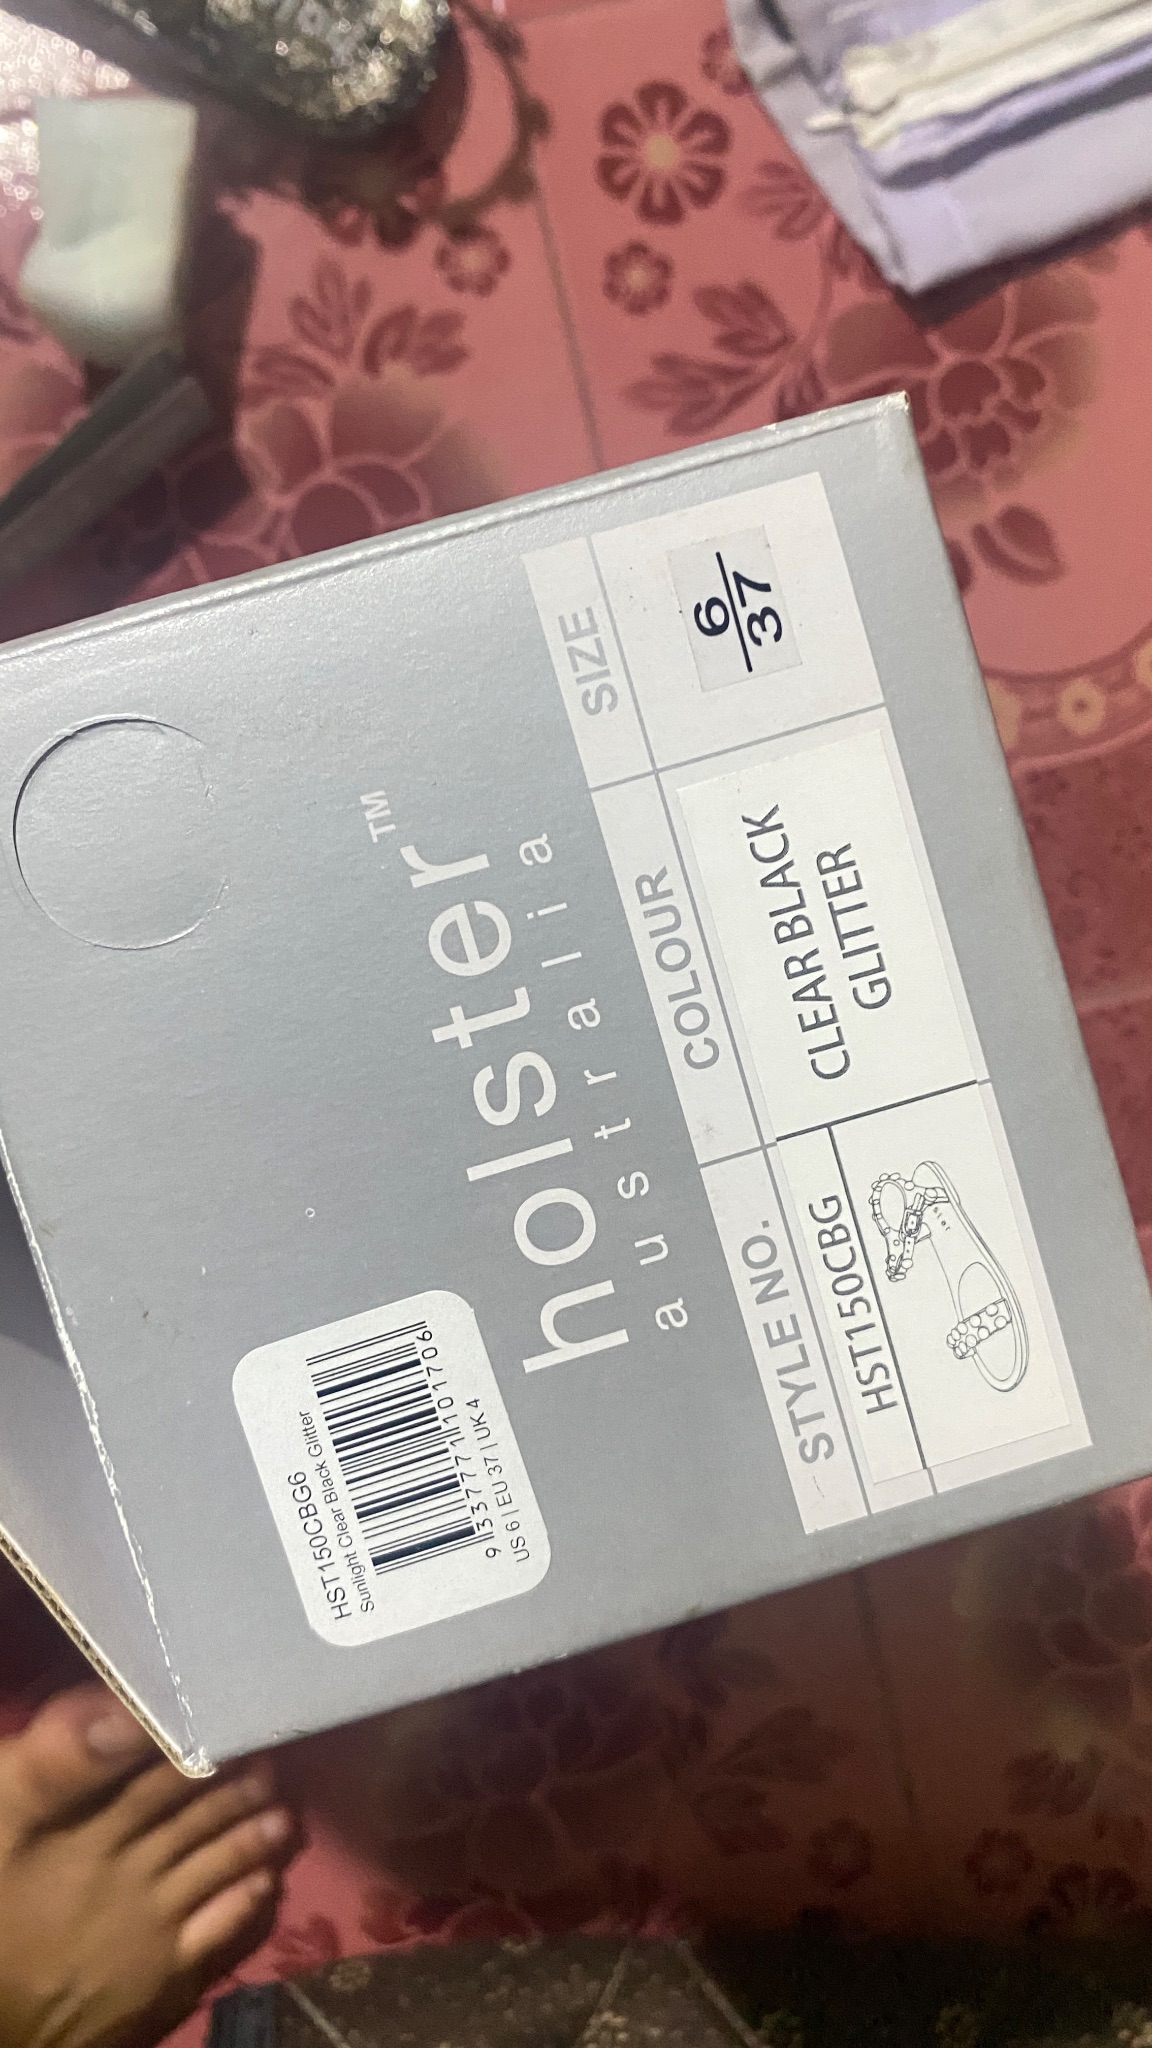 HST150CBG6
Sunlight Clear Black Glitter
9 337771 101706
US 6 | EU 37 | UK 4
holster™
australia
STYLE NO.
COLOUR
SIZE
HST150CBG
CLEAR BLACK
GLITTER
6
37